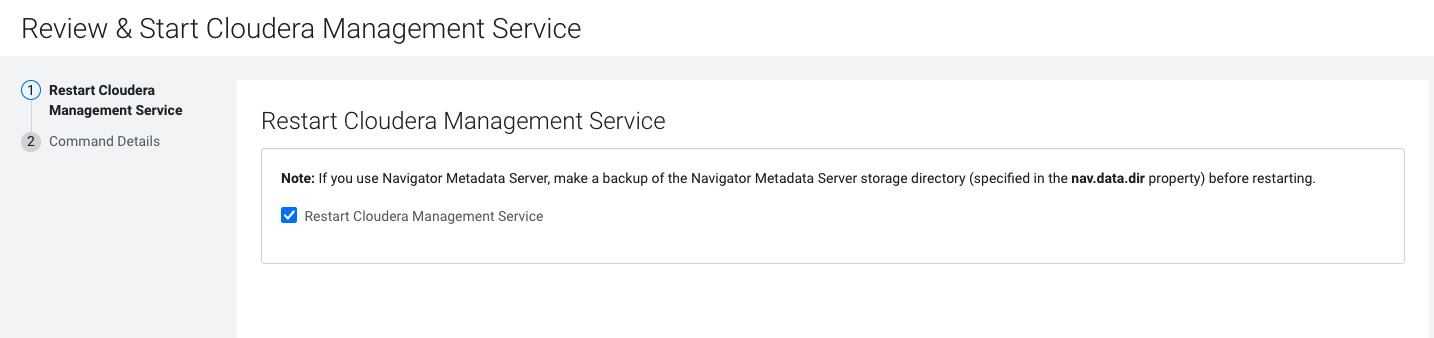 Review & Start Cloudera Management Service
1 Restart Cloudera
Management Service
2 Command Details
Restart Cloudera Management Service
Note: If you use Navigator Metadata Server, make a backup of the Navigator Metadata Server storage directory (specified in the nav.data.dir property) before restarting.
Restart Cloudera Management Service